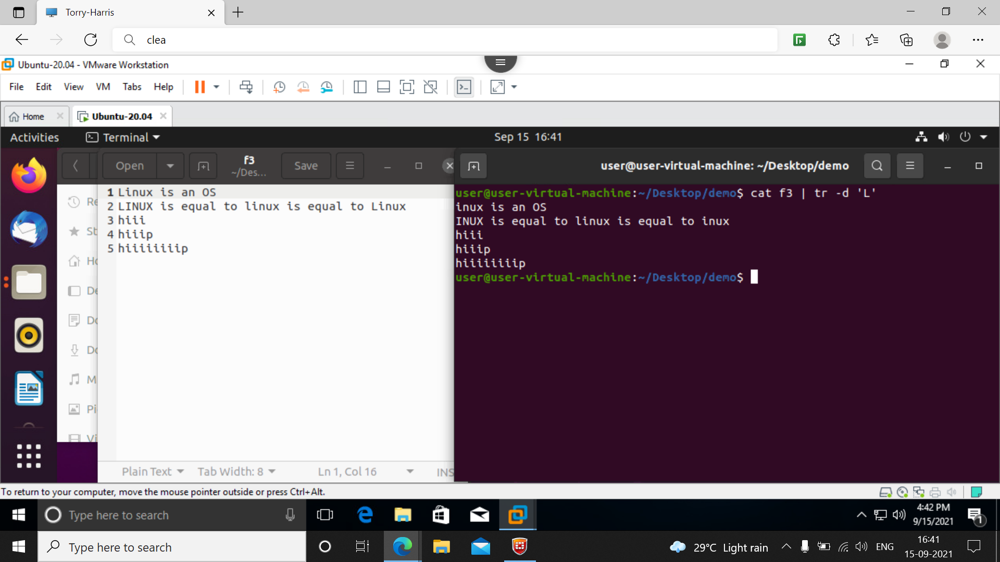 Torry-Harris
clea
Ubuntu-20.04 - VMware Workstation
File Edit View VM Tabs Help
Home Ubuntu-20.04
Activities Terminal Sep 15 16:41
Open f3 Save
~/Des...
user@user-virtual-machine: ~/Desktop/demo
1 Linux is an OS
2 LINUX is equal to linux is equal to Linux
3 hiii
4 hiiip
5 hiiiiiiiip
Re
St
Ho
De
Do
Do
M
Pi
Vi
Plain Text Tab Width: 8 Ln 1, Col 16 INS
user@user-virtual-machine:~/Desktop/demo$ cat f3 | tr -d 'L'
inux is an OS
INUX is equal to linux is equal to inux
hiii
hiiip
hiiiiiiiip
user@user-virtual-machine:~/Desktop/demo$
To return to your computer, move the mouse pointer outside or press Ctrl+Alt.
Type here to search 4:42 PM
9/15/2021 1
Type here to search 29°C Light rain ENG 16:41
15-09-2021